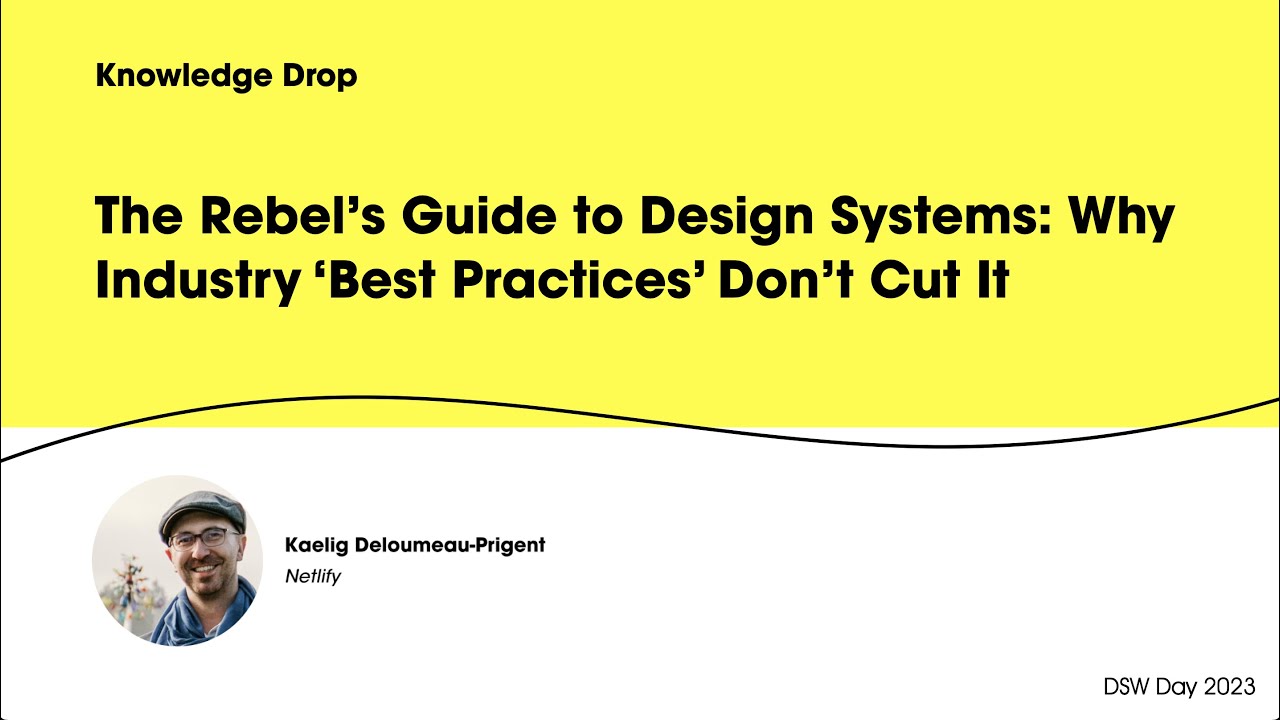 Knowledge Drop
The Rebel’s Guide to Design Systems: Why
Industry ‘Best Practices’ Don’t Cut It
Kaelig Deloumeau-Prigent
Netlify
DSW Day 2023